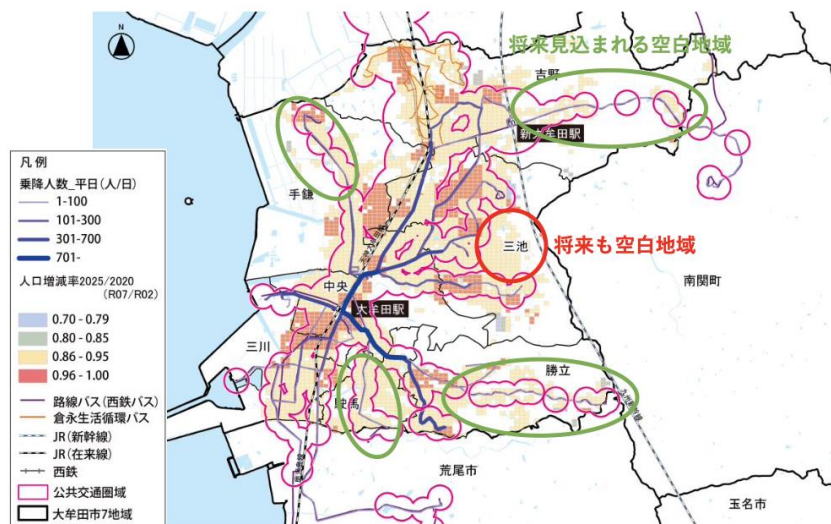 N
将来見込まれる空白地域
吉野
新大牟田駅
手鎌
三池
将来も空白地域
中央
大牟田駅
南関町
三川
勝立
駛馬
荒尾市
玉名市
凡例
乗降人数_平日(人/日)
1-100
101-300
301-700
701-
人口増減率2025/2020
(R07/R02)
0.70 - 0.79
0.80 - 0.85
0.86 - 0.95
0.96 - 1.00
路線バス(西鉄バス)
倉永生活循環バス
JR(新幹線)
JR(在来線)
西鉄
公共交通圏域
大牟田市7地域